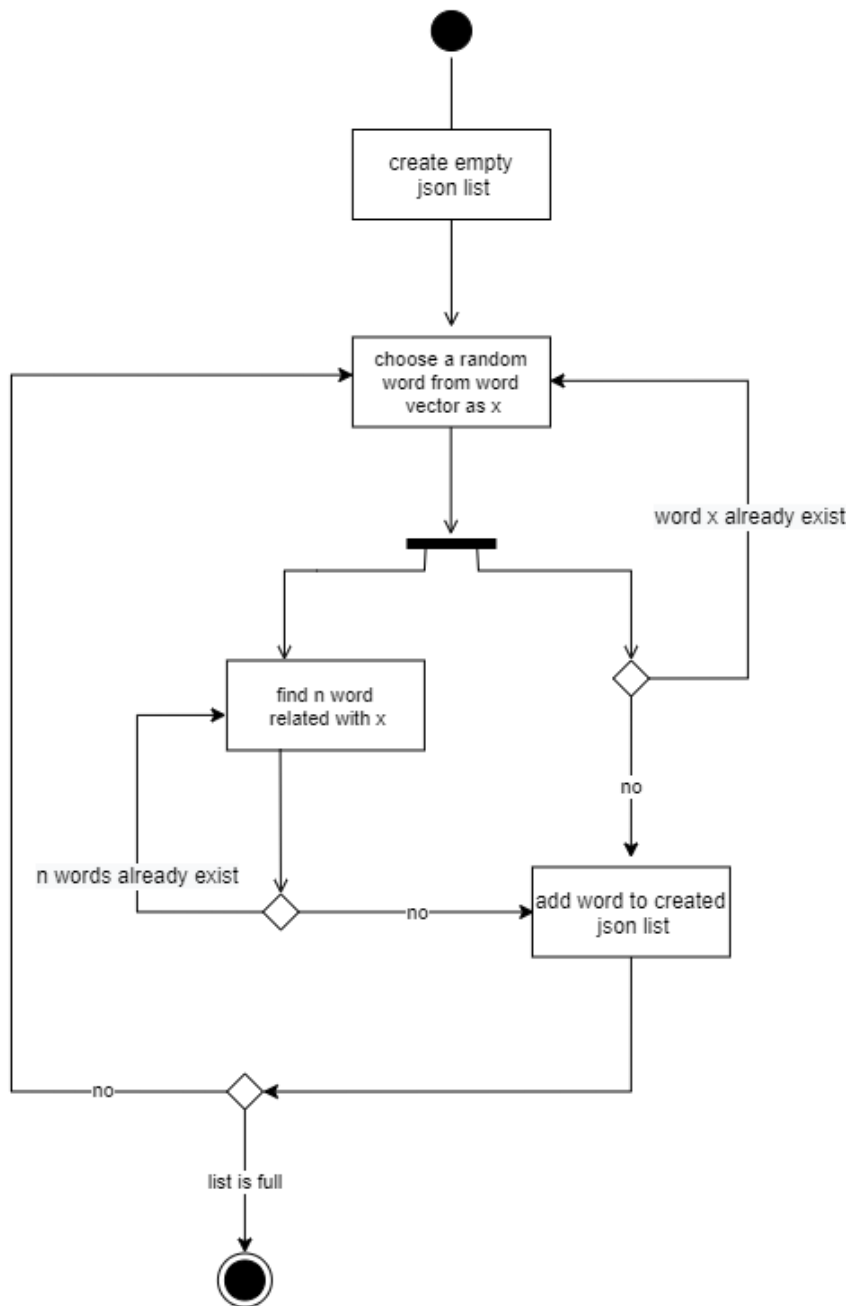 create empty
json list
choose a random
word from word
vector as x
word x already exist
find n word
related with x
no
n words already exist
no
add word to created
json list
no
list is full